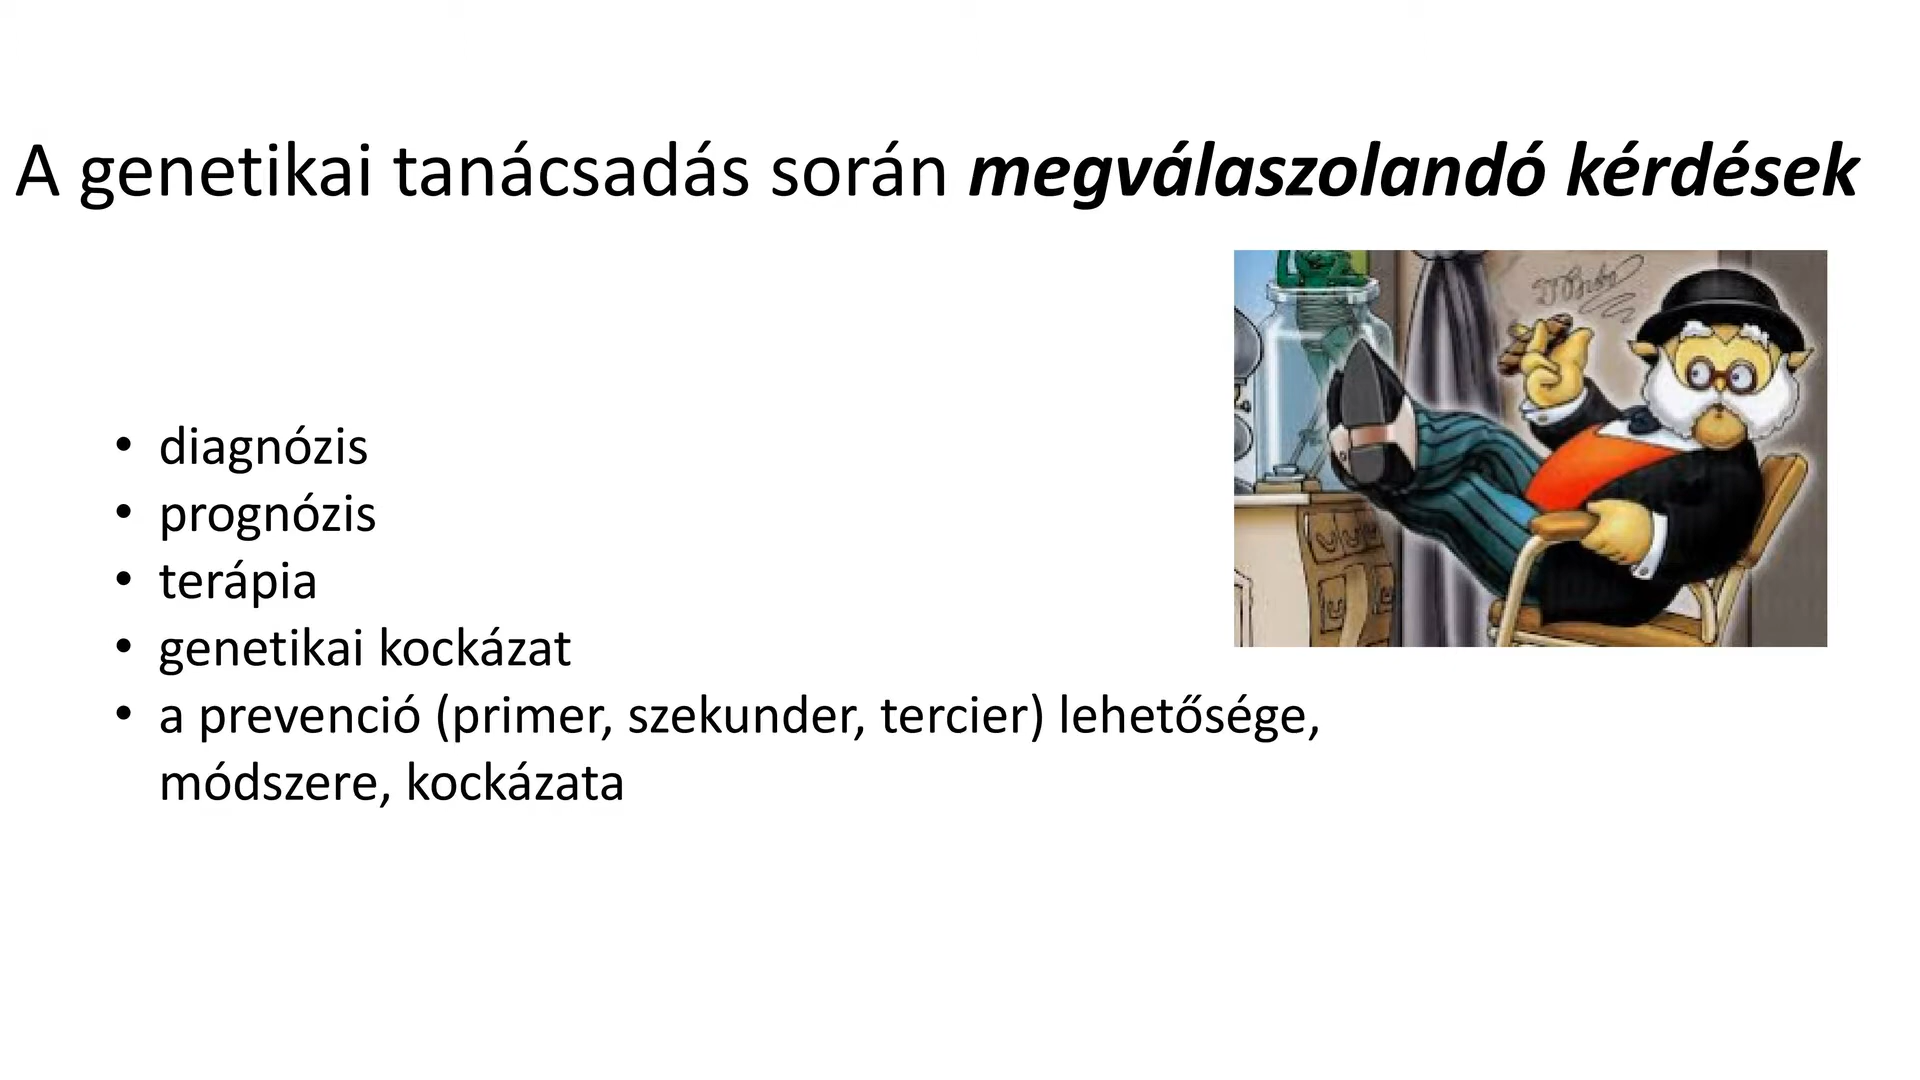 A genetikai tanácsadás során megválaszolandó kérdések
• diagnózis
• prognózis
• terápia
• genetikai kockázat
• a prevenció (primer, szekunder, tercier) lehetősége,
módszere, kockázata